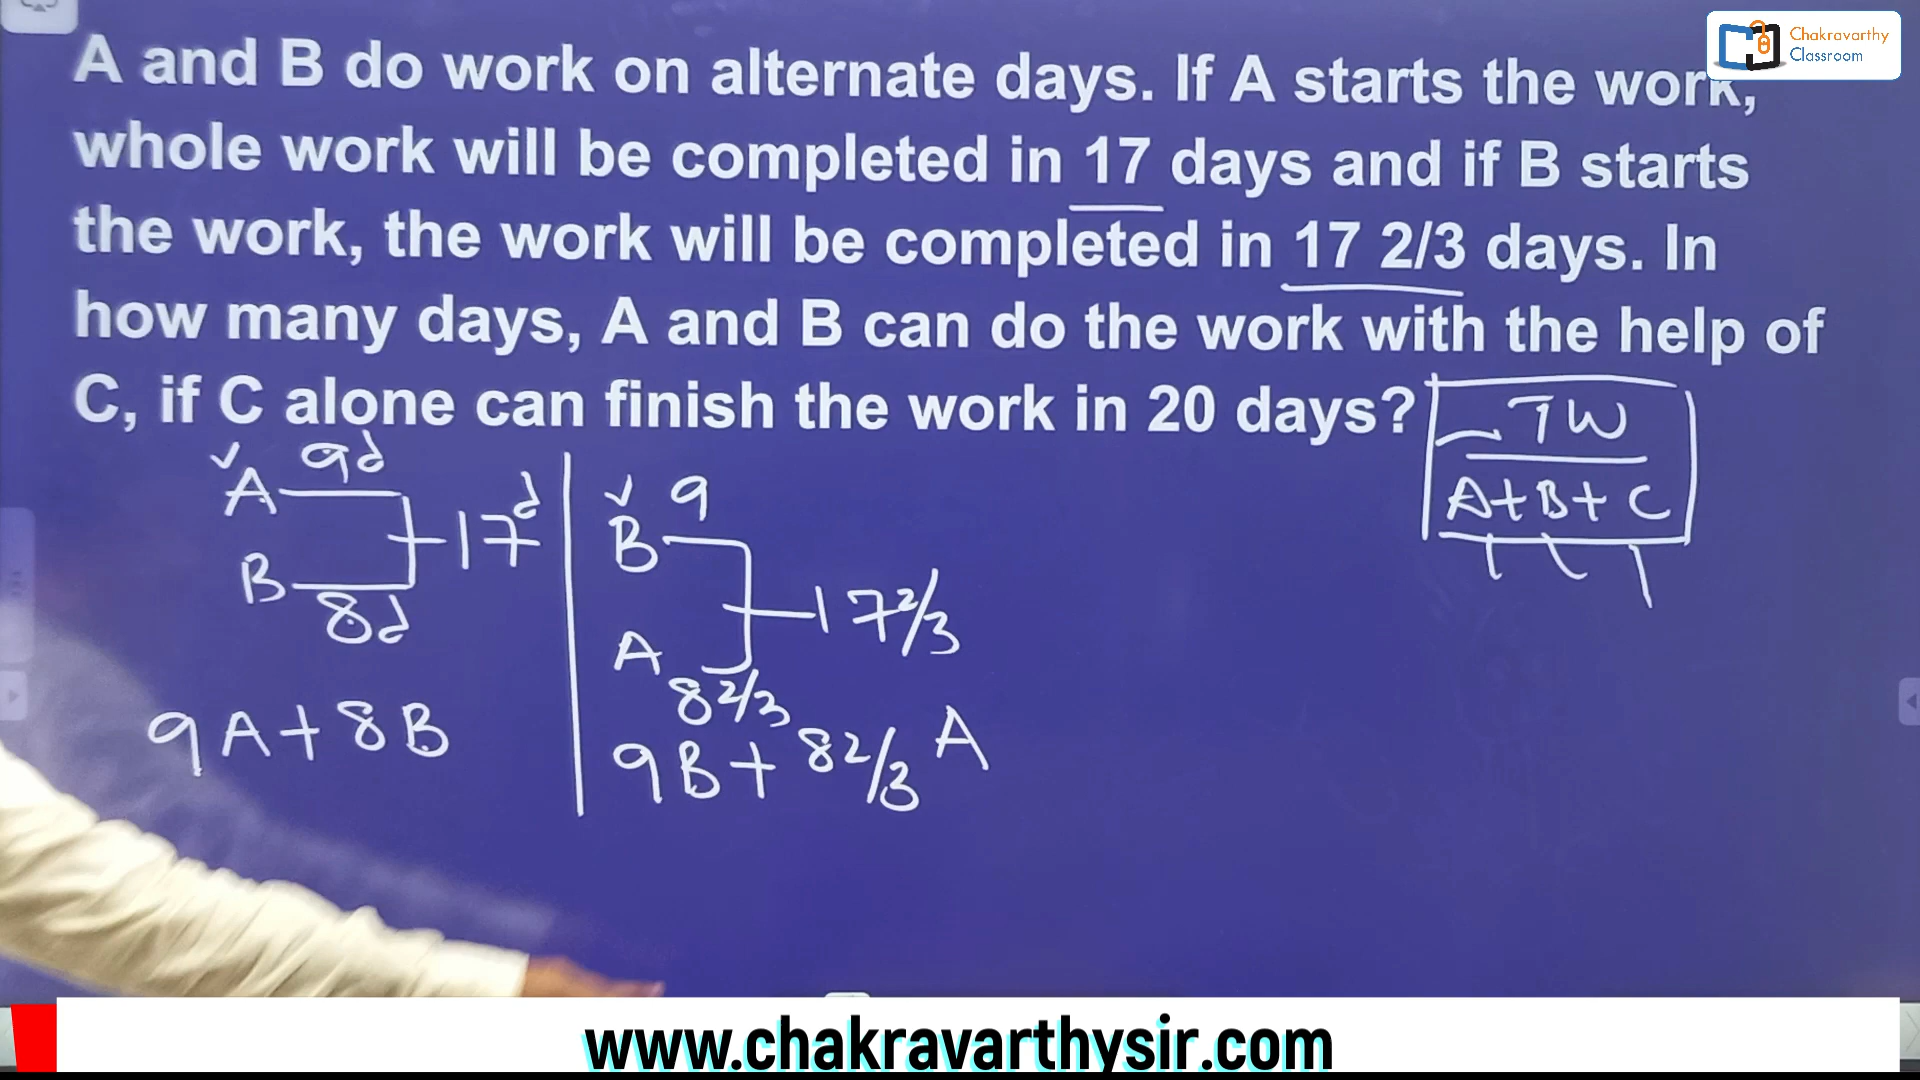 Chakravarthy
Classroom
A and B do work on alternate days. If A starts the work,
whole work will be completed in 17 days and if B starts
the work, the work will be completed in 17 2/3 days. In
how many days, A and B can do the work with the help of
C, if C alone can finish the work in 20 days?
TW
A+B+C
A 9d
B 8d
17d
B 9
A 8 2/3
17 2/3
9A+8B
9B+8 2/3 A
www.chakravarthysir.com